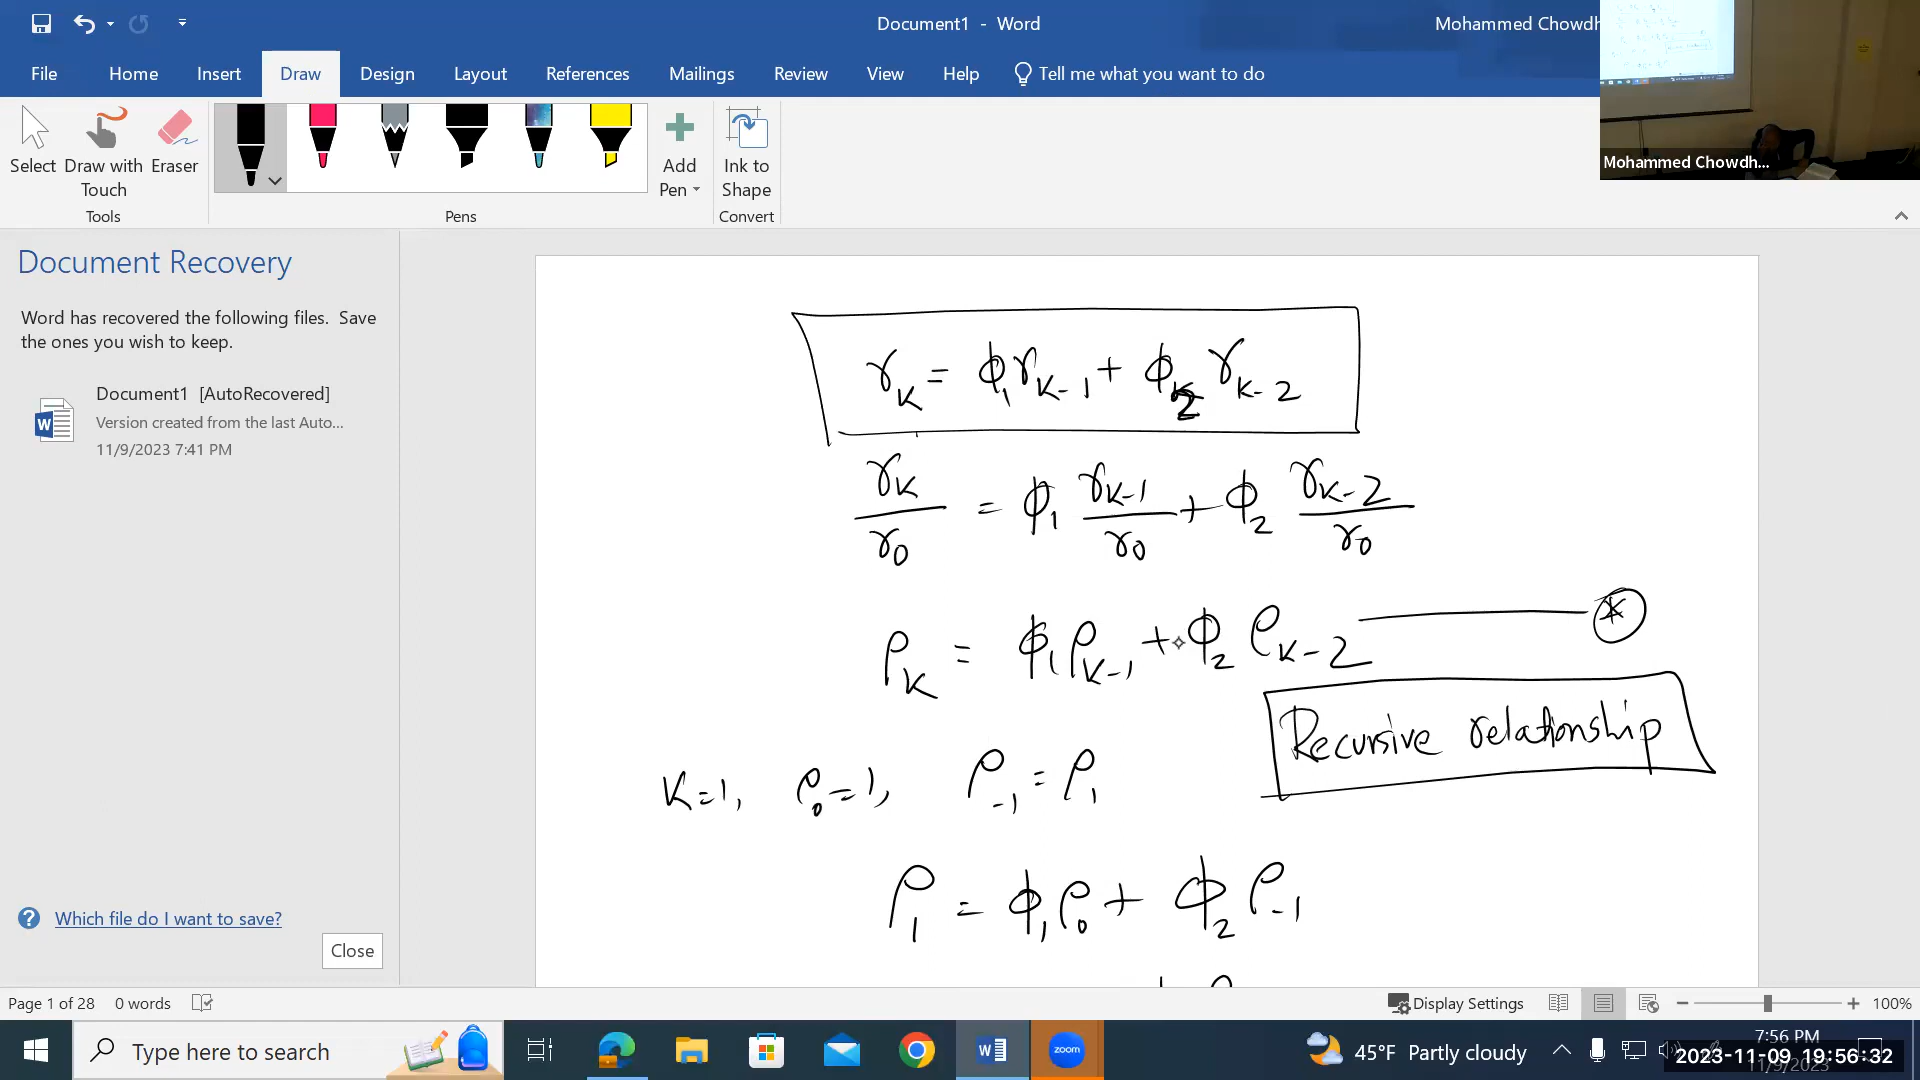 Document1 - Word
Mohammed Chowdh
File Home Insert Draw Design Layout References Mailings Review View Help Tell me what you want to do
Select
Draw with Touch
Eraser
Add Pen
Ink to Shape
Tools
Pens
Convert
Mohammed Chowdh...
Document Recovery
Word has recovered the following files. Save
the ones you wish to keep.
Document1 [AutoRecovered]
Version created from the last Auto...
11/9/2023 7:41 PM
γₖ = ϕ₁γₖ₋₁ + ϕ₂ γₖ₋₂
γₖ/γ₀ = ϕ₁ γₖ₋₁/γ₀ + ϕ₂ γₖ₋₂/γ₀
ρₖ = ϕ₁ρₖ₋₁ + ϕ₂ ρₖ₋₂ —— *
Recursive relationship
K=1, ρ₀=1, ρ₋₁ = ρ₁
ρ₁ = ϕ₁ρ₀ + ϕ₂ ρ₋₁
Which file do I want to save?
Close
Page 1 of 28 0 words
Display Settings
100%
Type here to search
zoom
45°F Partly cloudy
7:56 PM
11/9/2023
2023-11-09 19:56:32